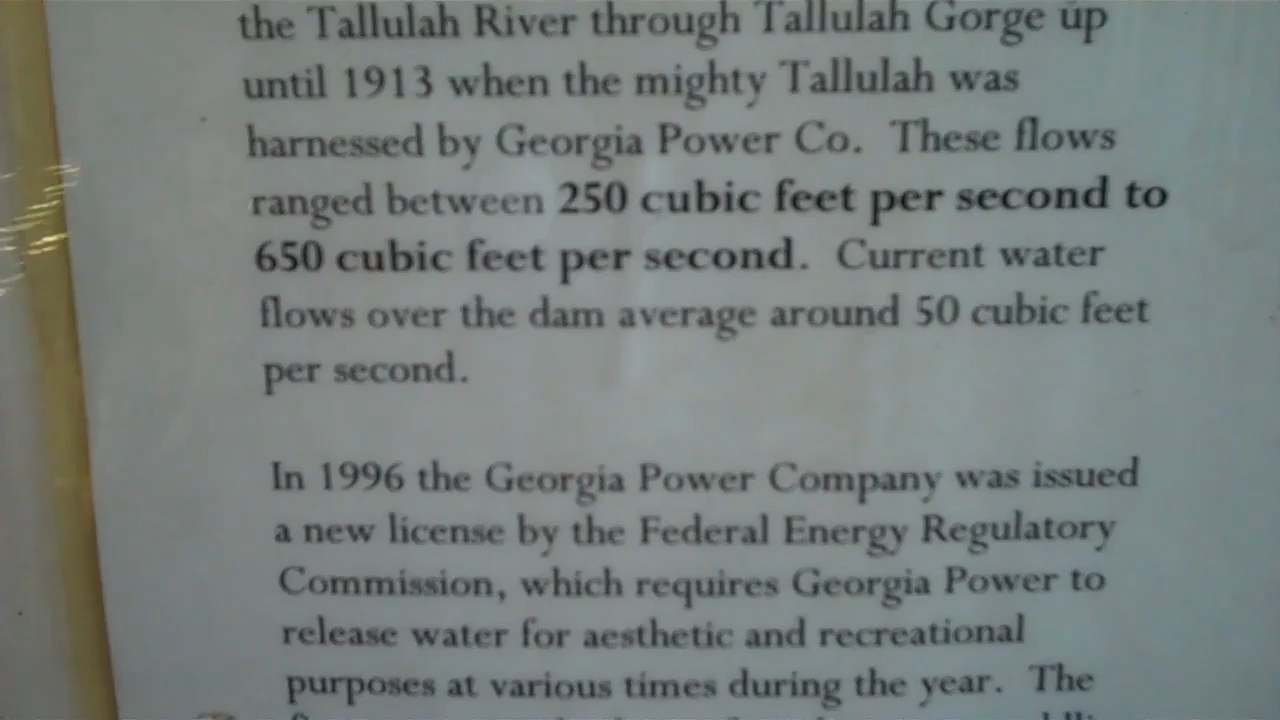 the Tallulah River through Tallulah Gorge up
until 1913 when the mighty Tallulah was
harnessed by Georgia Power Co. These flows
ranged between 250 cubic feet per second to
650 cubic feet per second. Current water
flows over the dam average around 50 cubic feet
per second.
In 1996 the Georgia Power Company was issued
a new license by the Federal Energy Regulatory
Commission, which requires Georgia Power to
release water for aesthetic and recreational
purposes at various times during the year. The